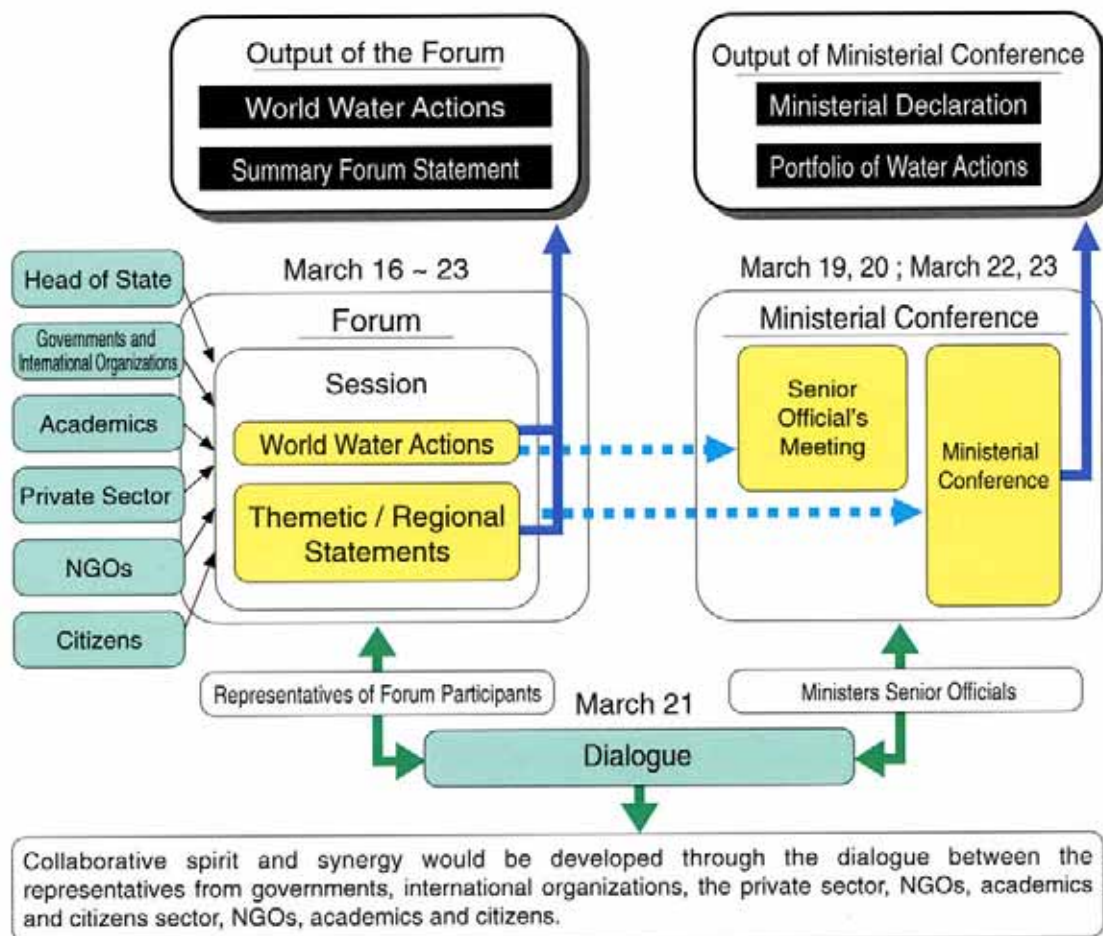 Output of the Forum
World Water Actions
Summary Forum Statement
Output of Ministerial Conference
Ministerial Declaration
Portfolio of Water Actions
Head of State
Governments and
International Organizations
Academics
Private Sector
NGOs
Citizens
March 16 ~ 23
Forum
Session
World Water Actions
Themetic / Regional
Statements
March 19, 20 ; March 22, 23
Ministerial Conference
Senior
Official's
Meeting
Ministerial
Conference
Representatives of Forum Participants
March 21
Ministers Senior Officials
Dialogue
Collaborative spirit and synergy would be developed through the dialogue between the
representatives from governments, international organizations, the private sector, NGOs, academics
and citizens sector, NGOs, academics and citizens.